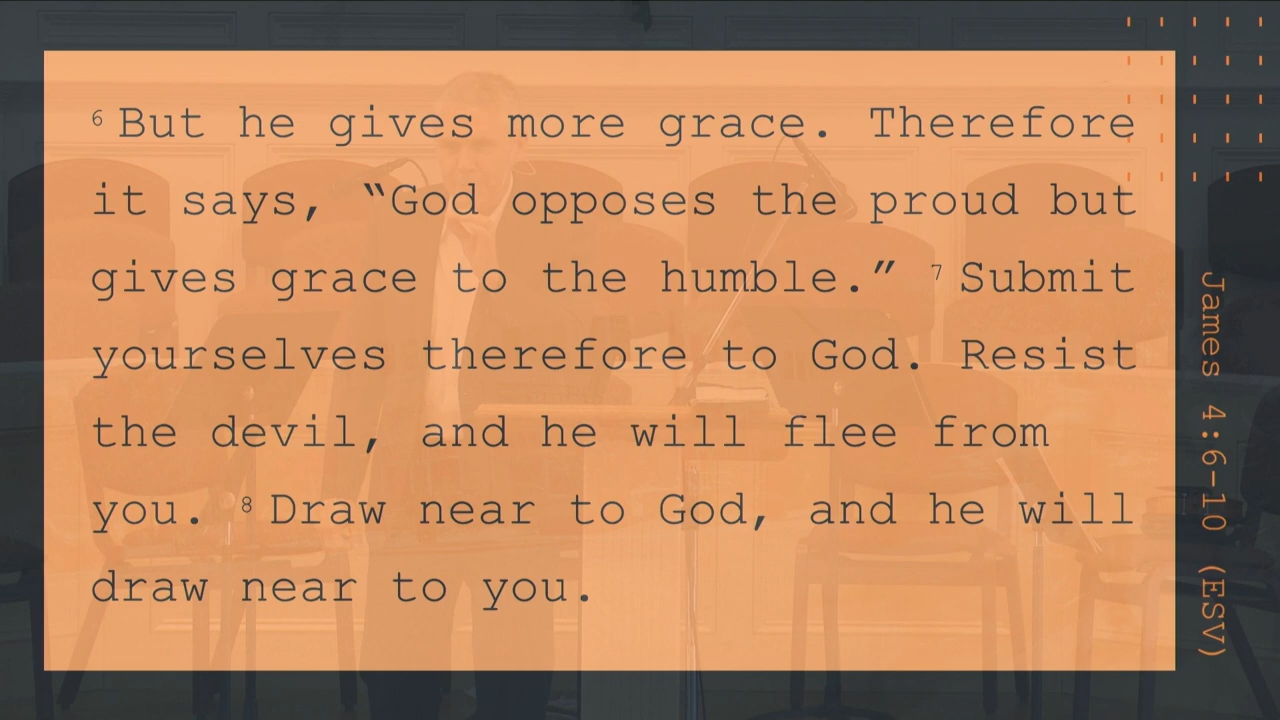 ⁶ But he gives more grace. Therefore
it says, “God opposes the proud but
gives grace to the humble.” ⁷ Submit
yourselves therefore to God. Resist
the devil, and he will flee from
you. ⁸ Draw near to God, and he will
draw near to you.
James 4:6–10 (ESV)